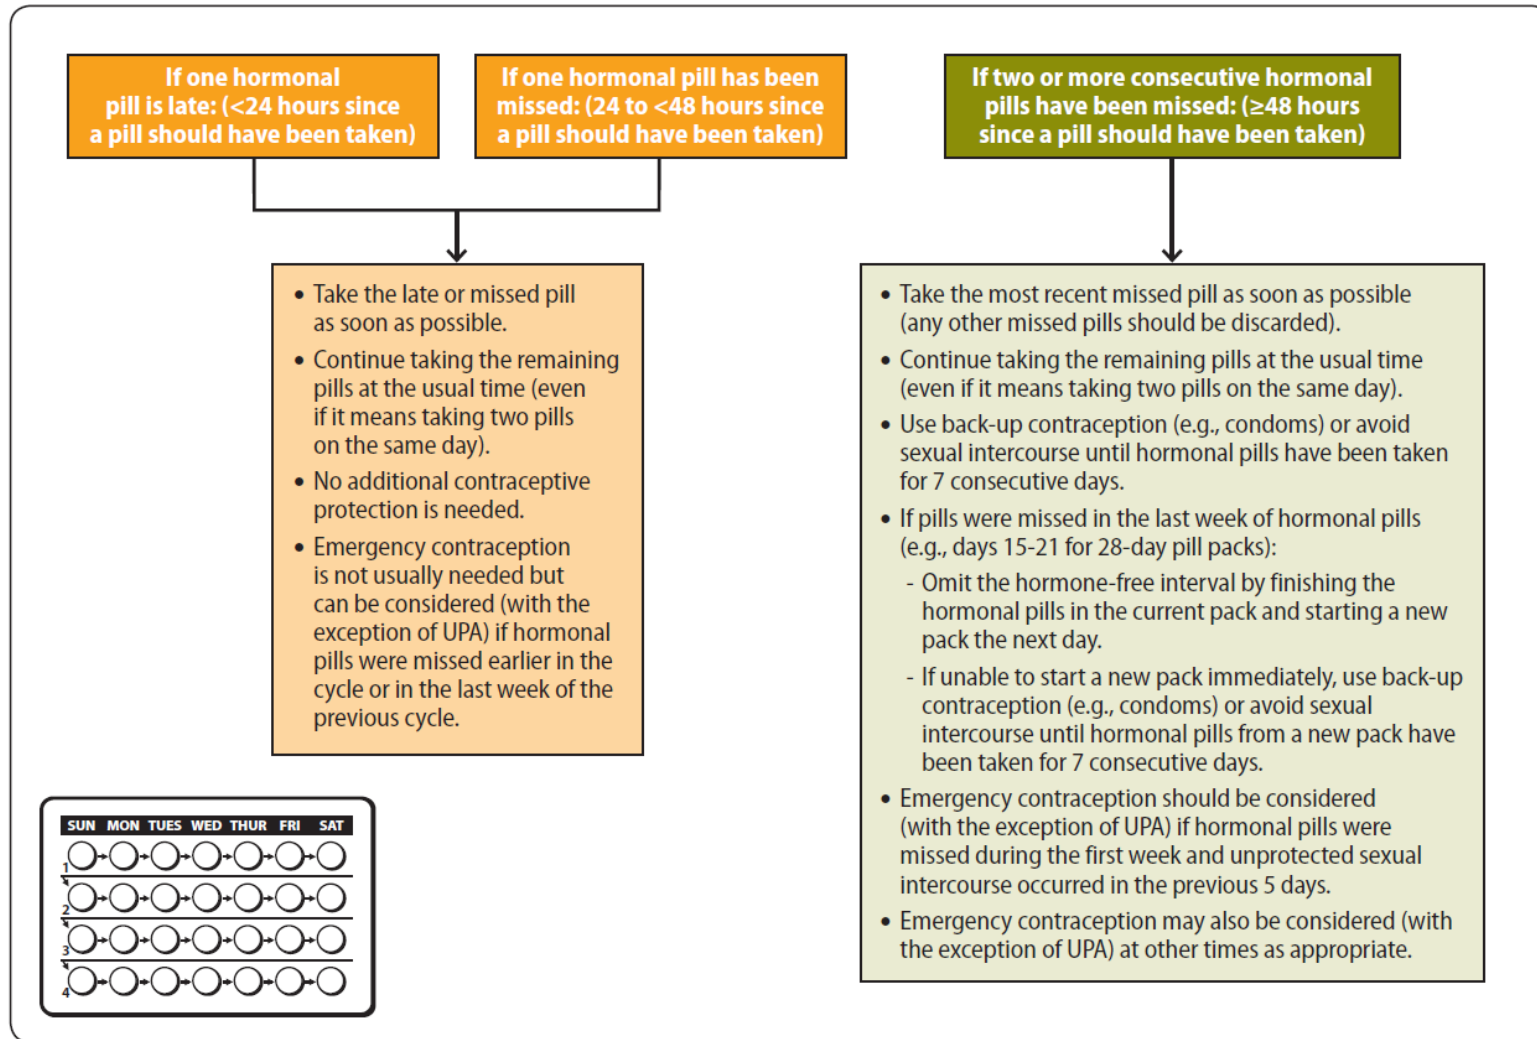 If one hormonal
pill is late: (<24 hours since
a pill should have been taken)
If one hormonal pill has been
missed: (24 to <48 hours since
a pill should have been taken)
If two or more consecutive hormonal
pills have been missed: (≥48 hours
since a pill should have been taken)
• Take the late or missed pill
as soon as possible.
• Continue taking the remaining
pills at the usual time (even
if it means taking two pills
on the same day).
• No additional contraceptive
protection is needed.
• Emergency contraception
is not usually needed but
can be considered (with the
exception of UPA) if hormonal
pills were missed earlier in the
cycle or in the last week of the
previous cycle.
• Take the most recent missed pill as soon as possible
(any other missed pills should be discarded).
• Continue taking the remaining pills at the usual time
(even if it means taking two pills on the same day).
• Use back-up contraception (e.g., condoms) or avoid
sexual intercourse until hormonal pills have been taken
for 7 consecutive days.
• If pills were missed in the last week of hormonal pills
(e.g., days 15-21 for 28-day pill packs):
- Omit the hormone-free interval by finishing the
hormonal pills in the current pack and starting a new
pack the next day.
- If unable to start a new pack immediately, use back-up
contraception (e.g., condoms) or avoid sexual
intercourse until hormonal pills from a new pack have
been taken for 7 consecutive days.
• Emergency contraception should be considered
(with the exception of UPA) if hormonal pills were
missed during the first week and unprotected sexual
intercourse occurred in the previous 5 days.
• Emergency contraception may also be considered (with
the exception of UPA) at other times as appropriate.
SUN MON TUES WED THUR FRI SAT
1
2
3
4